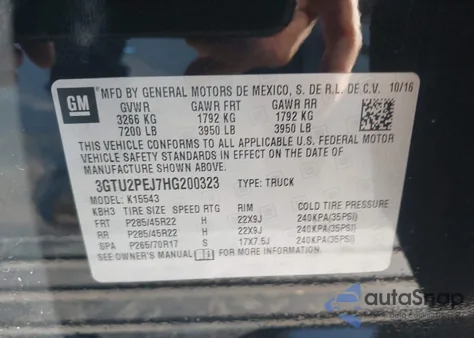 GM
MFD BY GENERAL MOTORS DE MEXICO, S. DE R.L. DE C.V. 10/16
GVWR GAWR FRT GAWR RR
3266 KG 1792 KG 1792 KG
7200 LB 3950 LB 3950 LB
THIS VEHICLE CONFORMS TO ALL APPLICABLE U.S. FEDERAL MOTOR
VEHICLE SAFETY STANDARDS IN EFFECT ON THE DATE OF
MANUFACTURE SHOWN ABOVE.
3GTU2PEJ7HG200323 TYPE: TRUCK
MODEL: K15543
KBH3 TIRE SIZE SPEED RTG RIM COLD TIRE PRESSURE
FRT P285/45R22 H 22X9J 240KPA(35PSI)
RR P285/45R22 H 22X9J 240KPA(35PSI)
SPA P265/70R17 S 17X7.5J 240KPA(35PSI)
SEE OWNER'S MANUAL FOR MORE INFORMATION
autoSnap